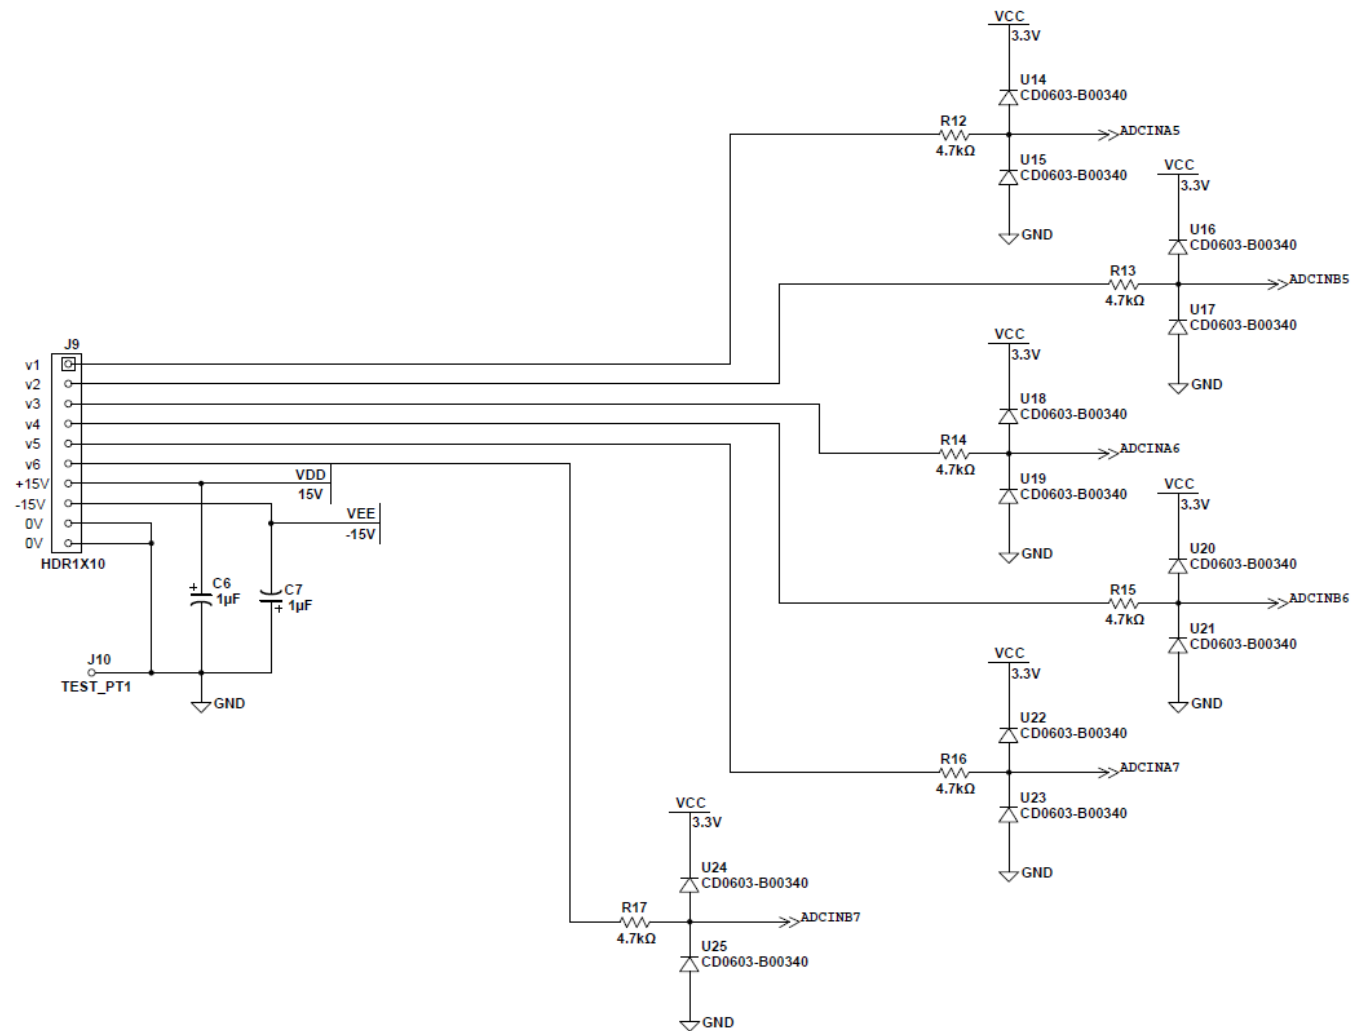 VCC
3.3V
U14
CD0603-B00340
R12
4.7kΩ
ADCINA5
U15
CD0603-B00340
GND
VCC
3.3V
U16
CD0603-B00340
R13
4.7kΩ
ADCINB5
U17
CD0603-B00340
GND
J9
v1
v2
v3
v4
v5
v6
+15V
-15V
0V
0V
HDR1X10
VDD
15V
VEE
-15V
+
C6
1µF
C7
+
1µF
J10
TEST_PT1
GND
VCC
3.3V
U18
CD0603-B00340
R14
4.7kΩ
ADCINA6
U19
CD0603-B00340
GND
VCC
3.3V
U20
CD0603-B00340
R15
4.7kΩ
ADCINB6
U21
CD0603-B00340
GND
VCC
3.3V
U22
CD0603-B00340
R16
4.7kΩ
ADCINA7
U23
CD0603-B00340
GND
VCC
3.3V
U24
CD0603-B00340
R17
4.7kΩ
ADCINB7
U25
CD0603-B00340
GND